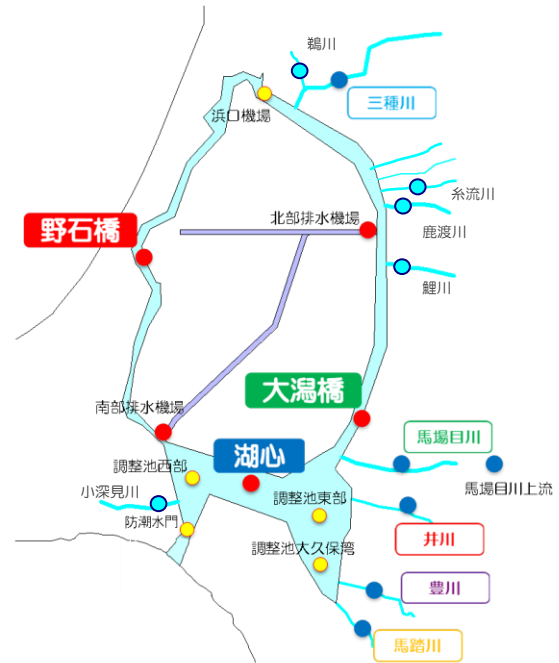 鵜川
三種川
浜口機場
糸流川
北部排水機場
鹿渡川
野石橋
鯉川
大潟橋
南部排水機場
馬場目川
湖心
調整池西部
馬場目川上流
小深見川
調整池東部
防潮水門
井川
調整池大久保湾
豊川
馬踏川